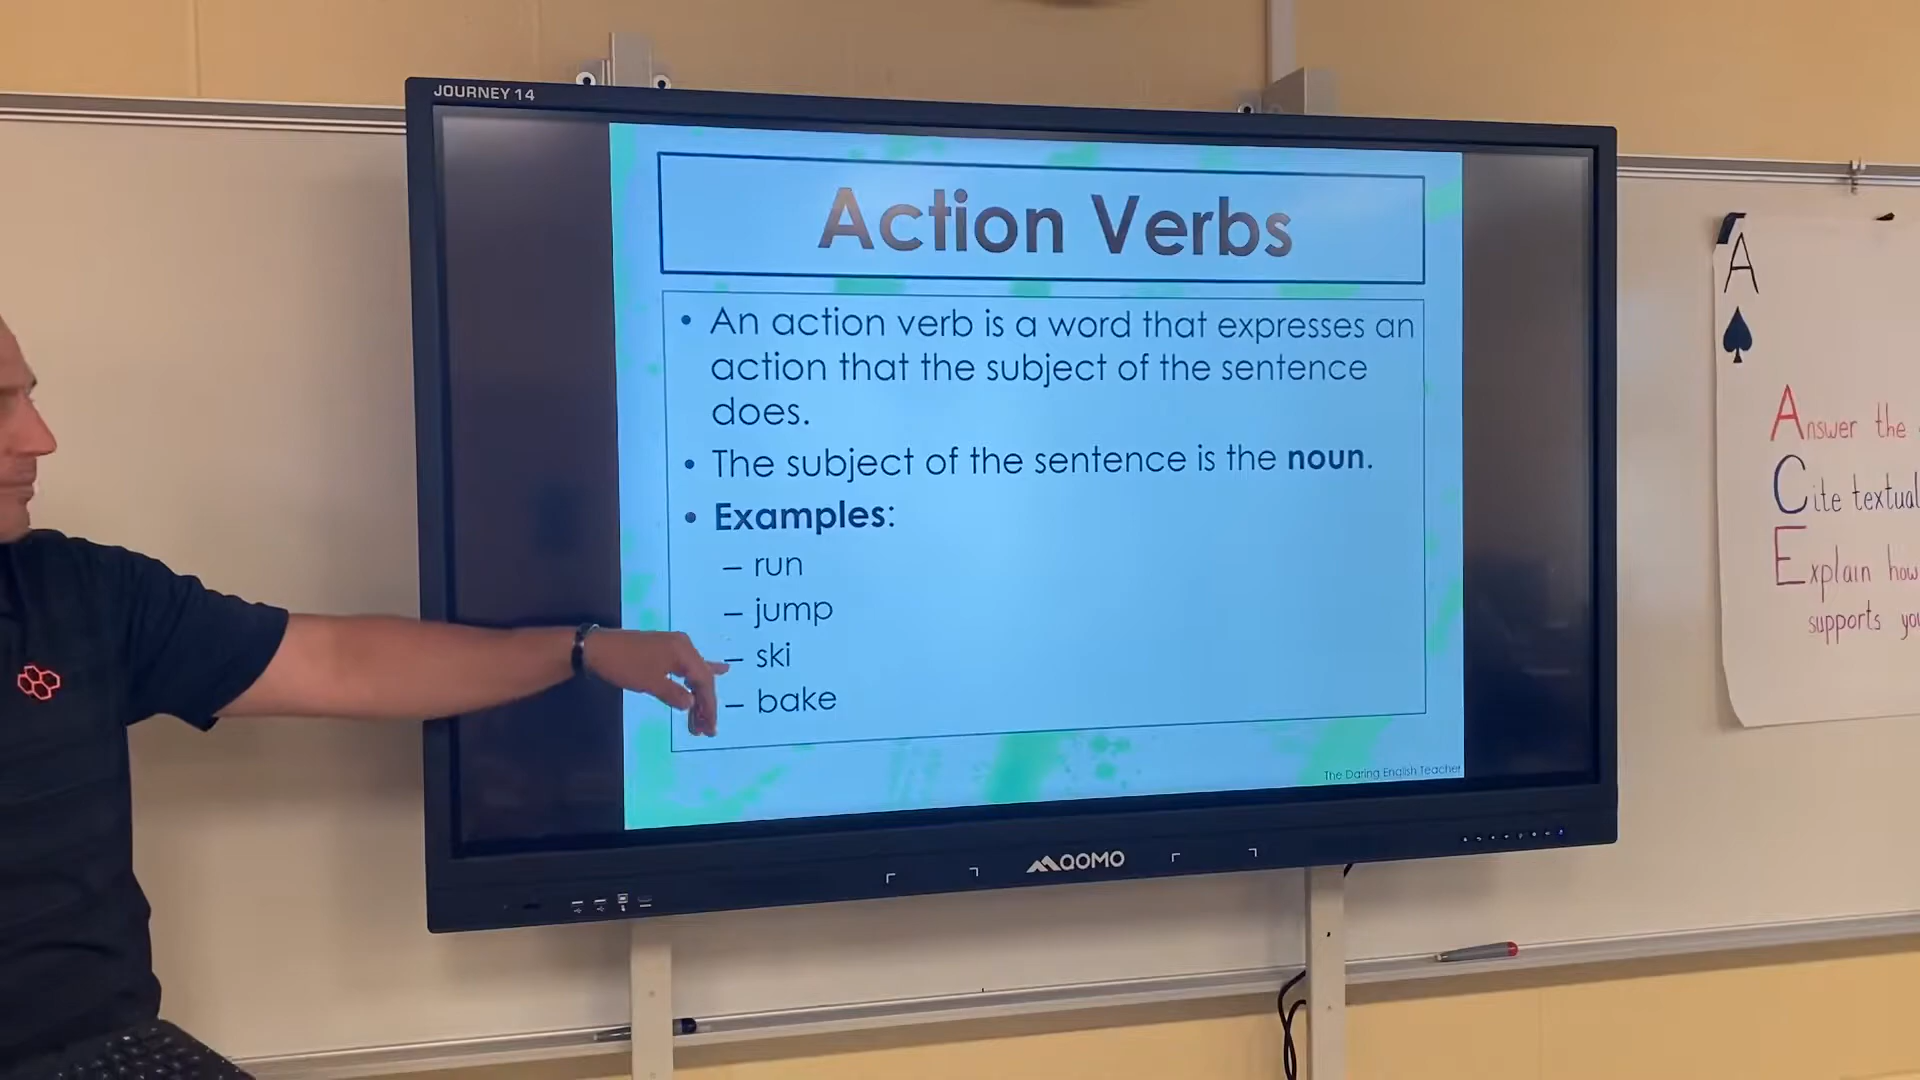 JOURNEY 14
Action Verbs
• An action verb is a word that expresses an
action that the subject of the sentence
does.
• The subject of the sentence is the noun.
• Examples:
– run
– jump
– ski
– bake
The Daring English Teacher
QOMO
A
Answer the
Cite textual
Explain how
supports you